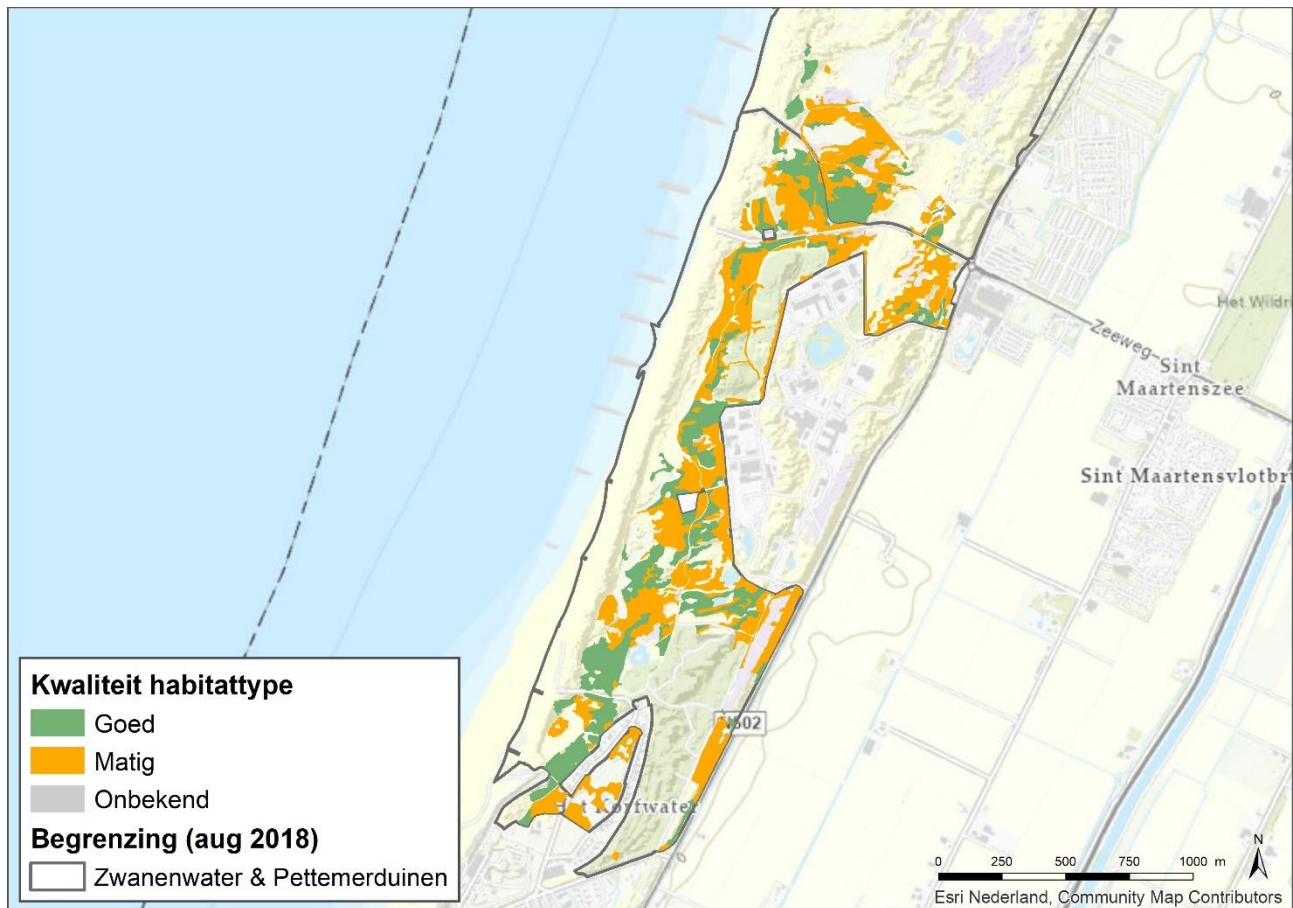 Het Wildri
Zeeweg
Sint
Maartenszee
Sint Maartensvlotbr
N502
Het Korfwater
Kwaliteit habitattype
Goed
Matig
Onbekend
Begrenzing (aug 2018)
Zwanenwater & Pettemerduinen
0 250 500 750 1000 m
N
Esri Nederland, Community Map Contributors